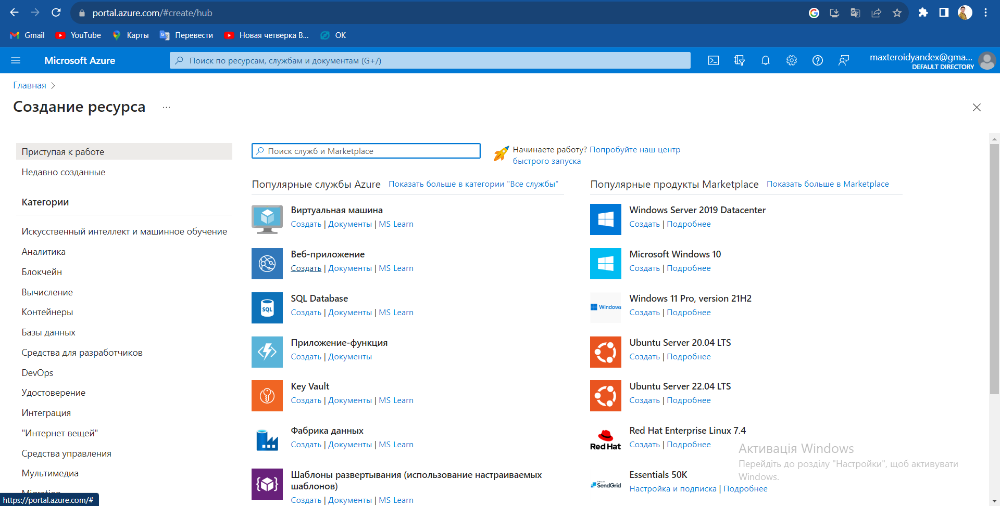 portal.azure.com/#create/hub
Gmail YouTube Карты Перевести Новая четвёрка В... ОК
Microsoft Azure
Поиск по ресурсам, службам и документам (G+/)
maxteroidyandex@gma...
DEFAULT DIRECTORY
Главная
Создание ресурса ...
Приступая к работе
Недавно созданные
Категории
Искусственный интеллект и машинное обучение
Аналитика
Блокчейн
Вычисление
Контейнеры
Базы данных
Средства для разработчиков
DevOps
Удостоверение
Интеграция
"Интернет вещей"
Средства управления
Мультимедиа
Migration
https://portal.azure.com/#
Поиск служб и Marketplace
Начинаете работу? Попробуйте наш центр
быстрого запуска
Популярные службы Azure Показать больше в категории "Все службы"
Виртуальная машина
Создать | Документы | MS Learn
Веб-приложение
Создать | Документы | MS Learn
SQL
SQL Database
Создать | Документы | MS Learn
Приложение-функция
Создать | Документы
Key Vault
Создать | Документы | MS Learn
Фабрика данных
Создать | Документы | MS Learn
Шаблоны развертывания (использование настраиваемых
шаблонов)
Создать | Документы | MS Learn
Популярные продукты Marketplace Показать больше в Marketplace
Windows Server 2019 Datacenter
Создать | Подробнее
Microsoft Windows 10
Создать | Подробнее
Windows
Windows 11 Pro, version 21H2
Создать | Подробнее
Ubuntu Server 20.04 LTS
Создать | Подробнее
Ubuntu Server 22.04 LTS
Создать | Подробнее
Red Hat
Red Hat Enterprise Linux 7.4
Создать | Подробнее
SendGrid
Essentials 50K
Настройка и подписка | Подробнее
Активація Windows
Перейдіть до розділу "Настройки", щоб активувати
Windows.